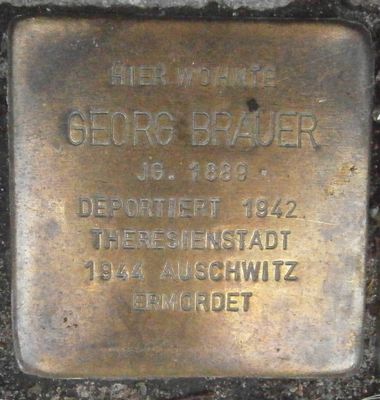 HIER WOHNTE
GEORG BRAUER
JG. 1889
DEPORTIERT 1942
THERESIENSTADT
1944 AUSCHWITZ
ERMORDET